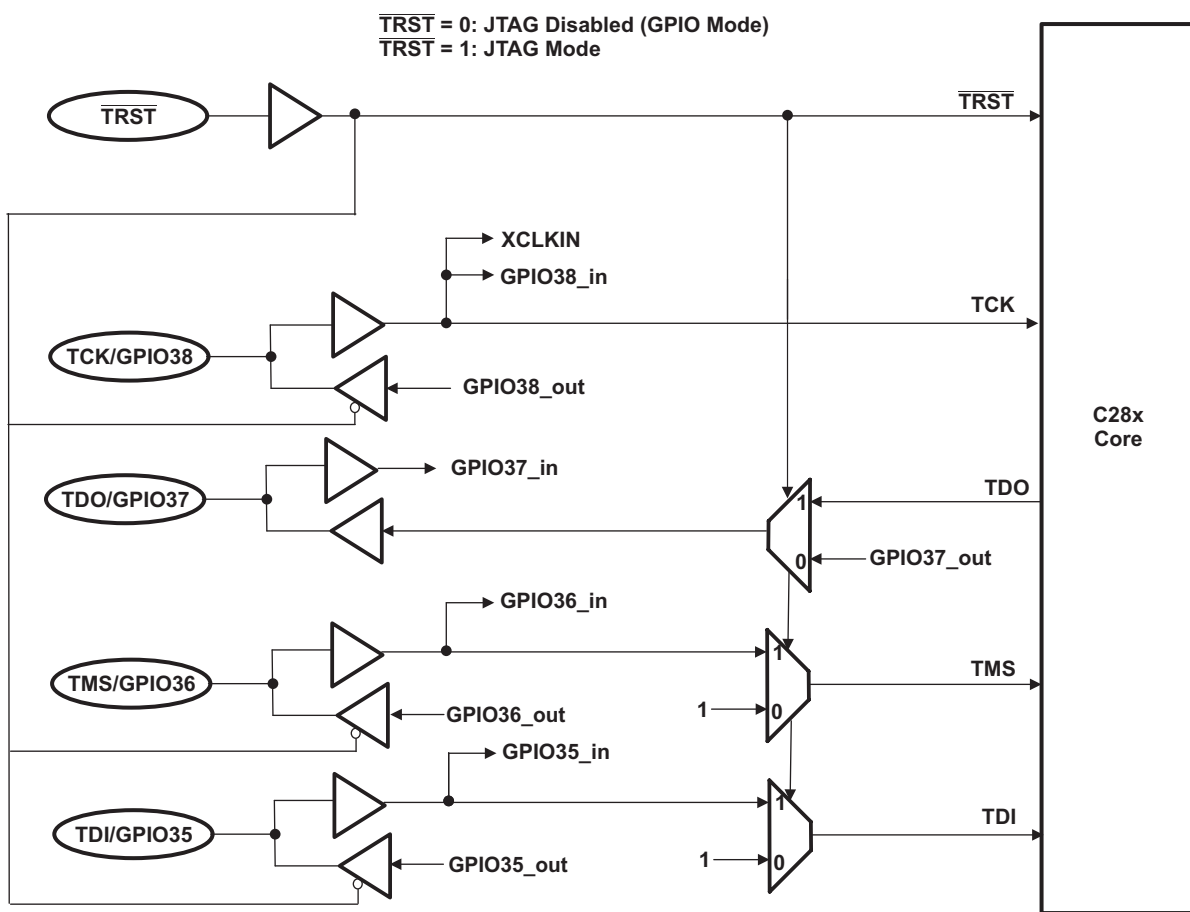 TRST = 0: JTAG Disabled (GPIO Mode)
TRST = 1: JTAG Mode
TRST
TRST
XCLKIN
GPIO38_in
TCK
TCK/GPIO38
GPIO38_out
C28x
Core
GPIO37_in
TDO/GPIO37
1
TDO
0
GPIO37_out
GPIO36_in
1
TMS/GPIO36
TMS
GPIO36_out
1
0
GPIO35_in
1
TDI/GPIO35
TDI
GPIO35_out
1
0